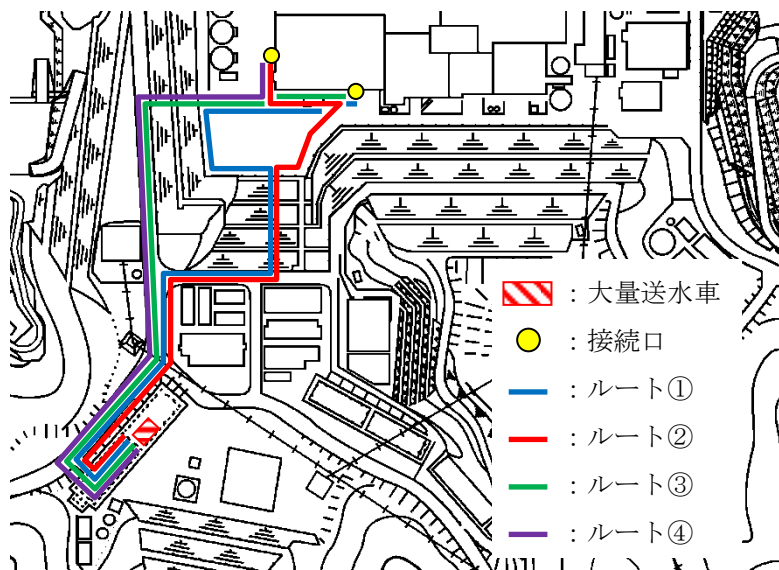 ：大量送水車
：接続口
：ルート①
：ルート②
：ルート③
：ルート④